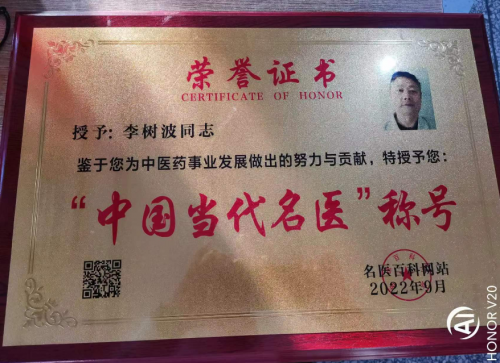 荣誉证书
CERTIFICATE OF HONOR
授予: 李树波同志
鉴于您为中医药事业发展做出的努力与贡献，特授予您：
“中国当代名医”称号
名医百科网站
2022年9月
AI
HONOR V20